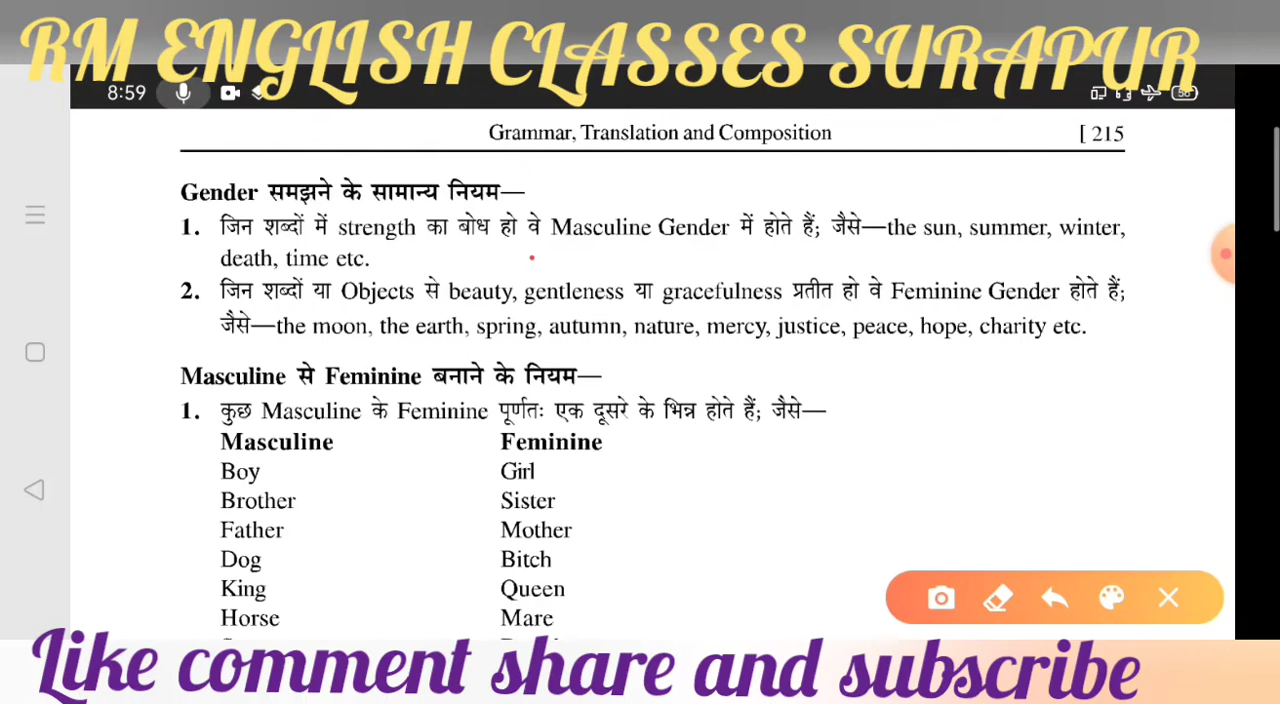 RM ENGLISH CLASSES SURAPUR
8:59
58
Grammar, Translation and Composition [ 215
Gender समझने के सामान्य नियम—
1. जिन शब्दों में strength का बोध हो वे Masculine Gender में होते हैं; जैसे—the sun, summer, winter,
death, time etc.
2. जिन शब्दों या Objects से beauty, gentleness या gracefulness प्रतीत हो वे Feminine Gender होते हैं;
जैसे—the moon, the earth, spring, autumn, nature, mercy, justice, peace, hope, charity etc.
Masculine से Feminine बनाने के नियम—
1. कुछ Masculine के Feminine पूर्णतः एक दूसरे के भिन्न होते हैं; जैसे—
Masculine Feminine
Boy Girl
Brother Sister
Father Mother
Dog Bitch
King Queen
Horse Mare
Like comment share and subscribe